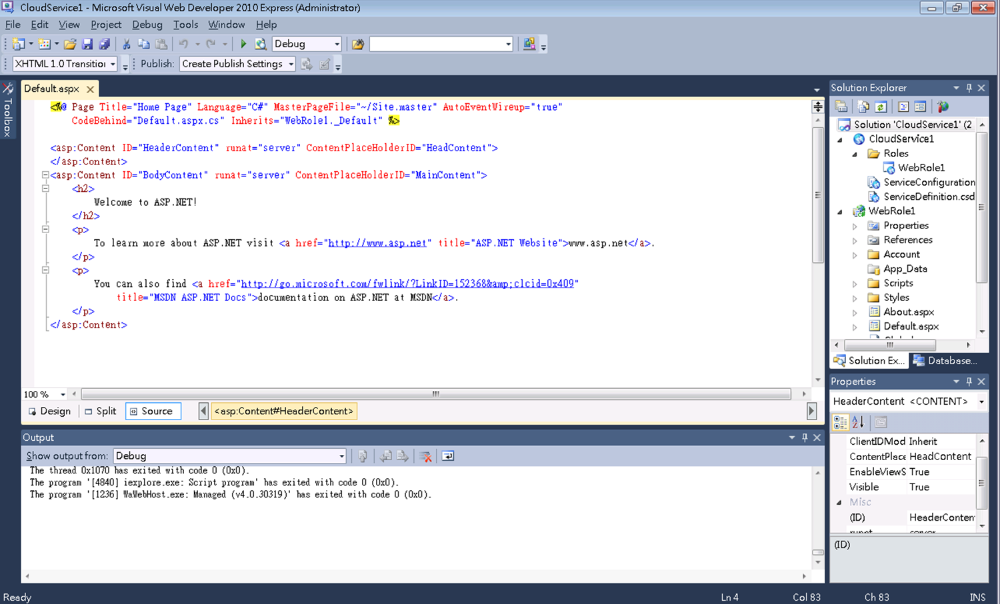 CloudService1 - Microsoft Visual Web Developer 2010 Express (Administrator)
File Edit View Project Debug Tools Window Help
Debug
XHTML 1.0 Transition Publish: Create Publish Settings
Toolbox
Default.aspx
<%@ Page Title="Home Page" Language="C#" MasterPageFile="~/Site.master" AutoEventWireup="true"
CodeBehind="Default.aspx.cs" Inherits="WebRole1._Default" %>
<asp:Content ID="HeaderContent" runat="server" ContentPlaceHolderID="HeadContent">
</asp:Content>
<asp:Content ID="BodyContent" runat="server" ContentPlaceHolderID="MainContent">
<h2>
Welcome to ASP.NET!
</h2>
<p>
To learn more about ASP.NET visit <a href="http://www.asp.net" title="ASP.NET Website">www.asp.net</a>.
</p>
<p>
You can also find <a href="http://go.microsoft.com/fwlink/?LinkID=152368&amp;clcid=0x409"
title="MSDN ASP.NET Docs">documentation on ASP.NET at MSDN</a>.
</p>
</asp:Content>
100 %
Design Split Source <asp:Content#HeaderContent>
Output
Show output from: Debug
The thread 0x1070 has exited with code 0 (0x0).
The program '[4840] iexplore.exe: Script program' has exited with code 0 (0x0).
The program '[1236] WaWebHost.exe: Managed (v4.0.30319)' has exited with code 0 (0x0).
Solution Explorer
Solution 'CloudService1' (2
CloudService1
Roles
WebRole1
ServiceConfiguration
ServiceDefinition.csd
WebRole1
Properties
References
Account
App_Data
Scripts
Styles
About.aspx
Default.aspx
Solution Ex... Database...
Properties
HeaderContent <CONTENT>
ClientIDMod Inherit
ContentPlace HeadContent
EnableViewS True
Visible True
Misc
(ID) HeaderConten
runat server
(ID)
Ready Ln 4 Col 83 Ch 83 INS